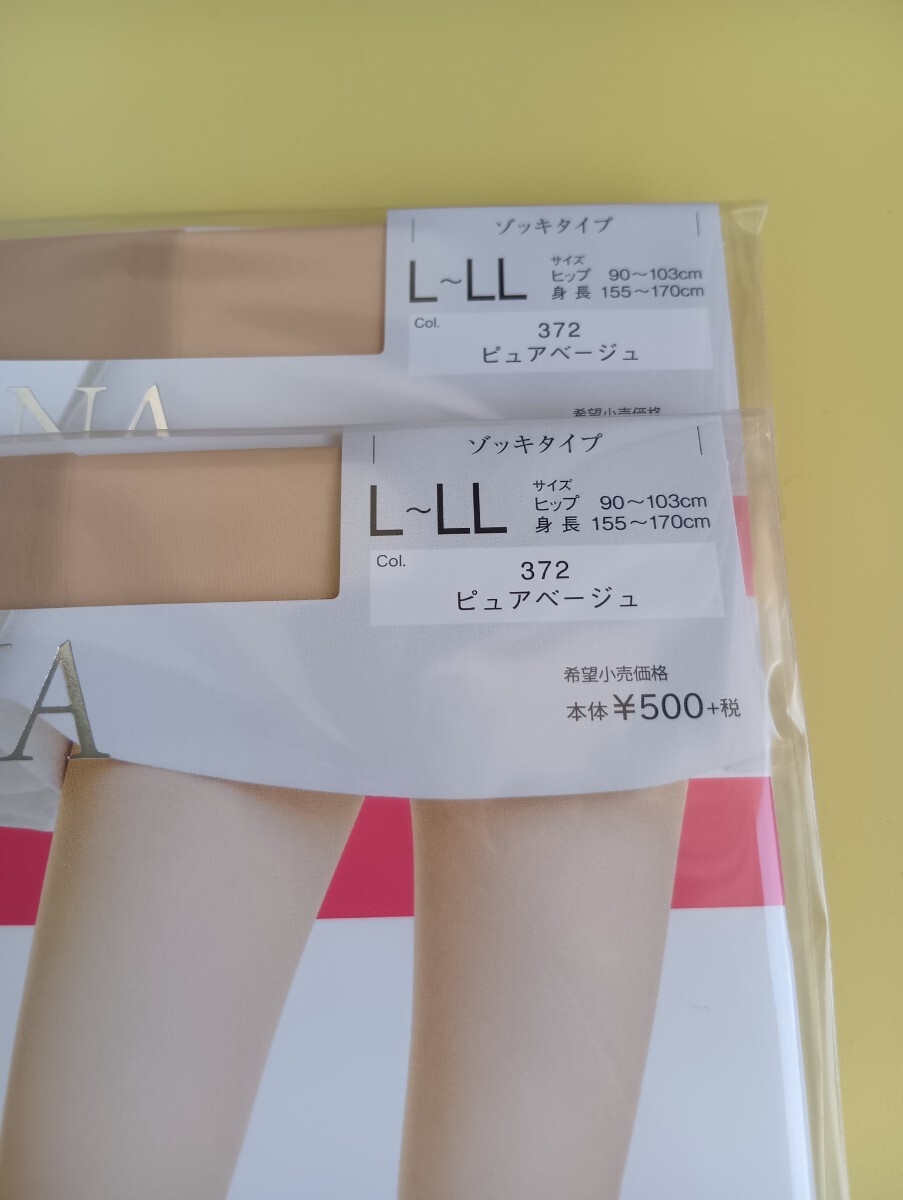 ゾッキタイプ
L~LL
サイズ
ヒップ 90~103cm
身長 155~170cm
Col.
372
ピュアベージュ
希望小売価格
NA
ゾッキタイプ
L~LL
サイズ
ヒップ 90~103cm
身長 155~170cm
Col.
372
ピュアベージュ
A
希望小売価格
本体¥500+税